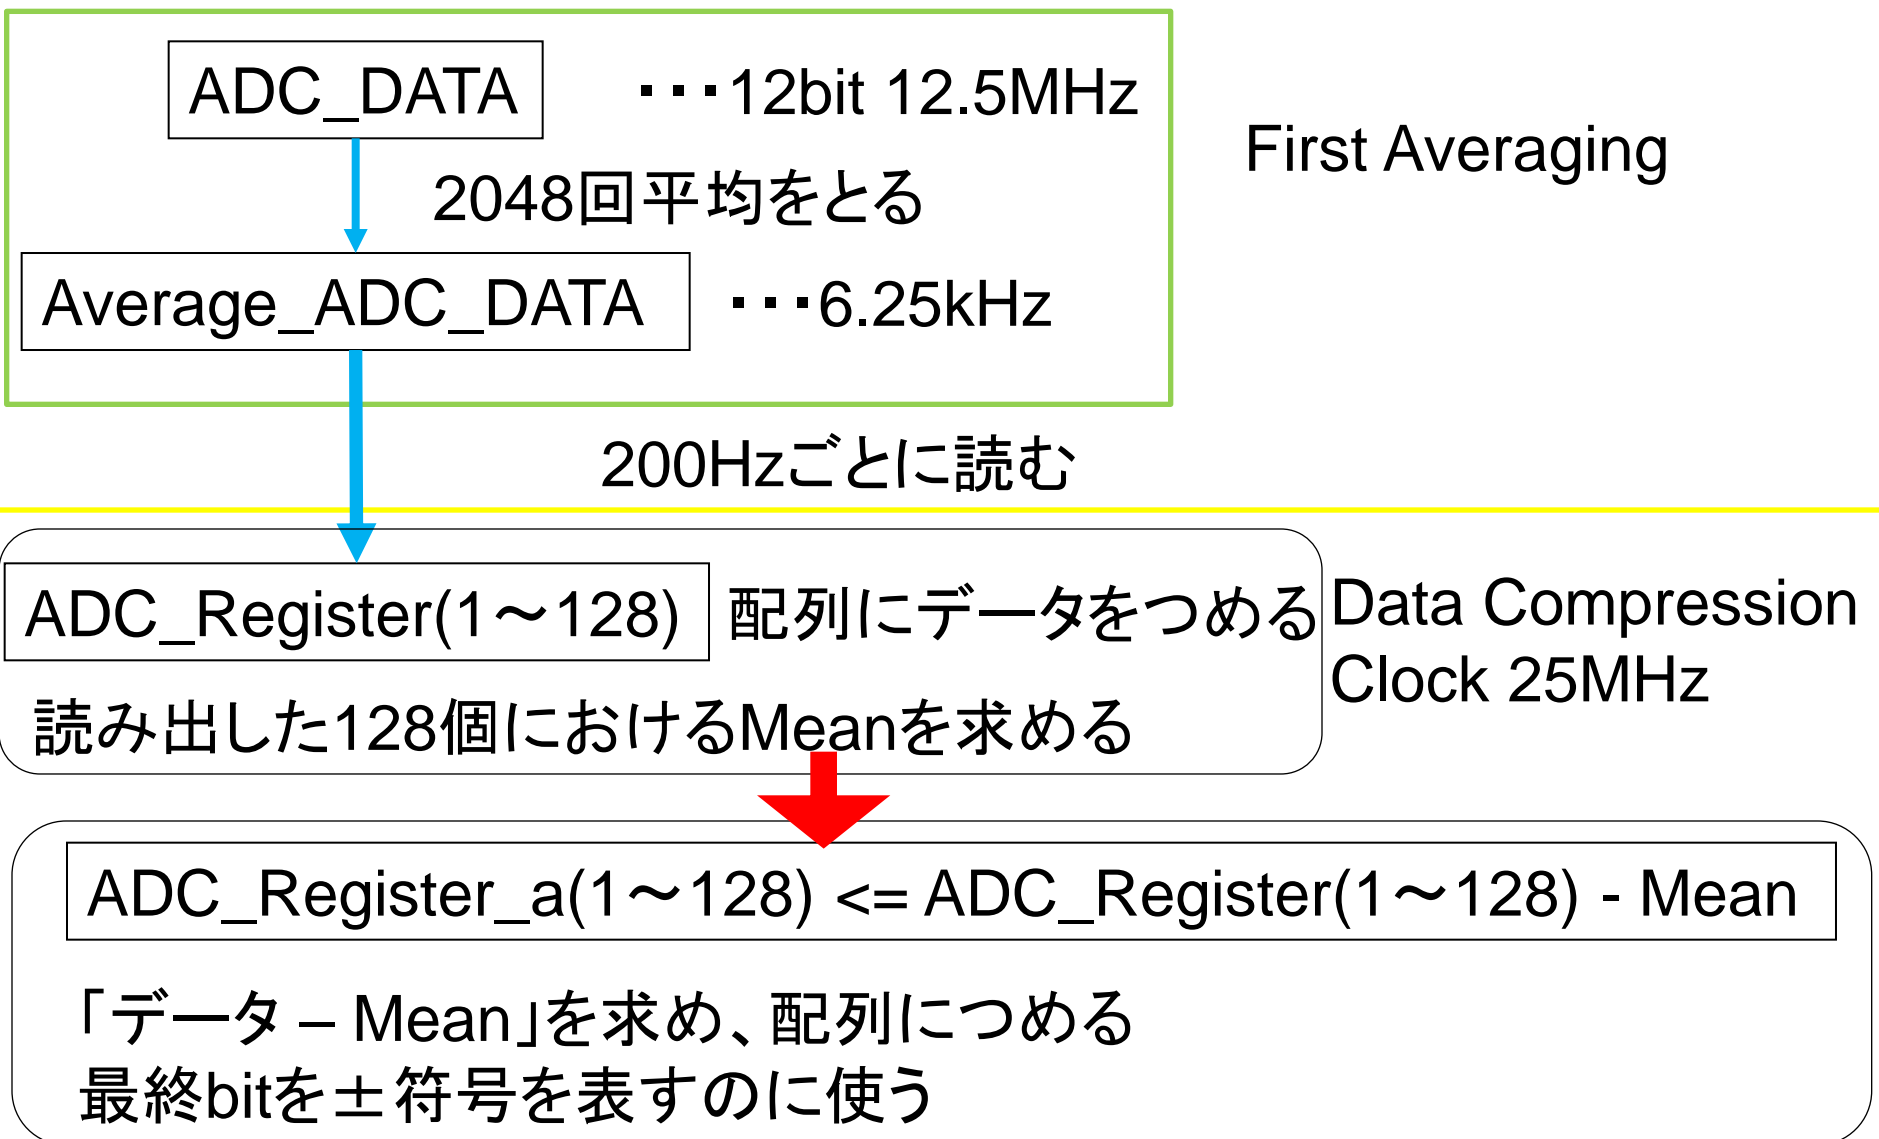 ADC_DATA ・・・12bit 12.5MHz
First Averaging
2048回平均をとる
Average_ADC_DATA ・・・6.25kHz
200Hzごとに読む
ADC_Register(1～128) 配列にデータをつめる
Data Compression
Clock 25MHz
読み出した128個におけるMeanを求める
ADC_Register_a(1～128) <= ADC_Register(1～128) - Mean
「データ – Mean」を求め、配列につめる
最終bitを±符号を表すのに使う